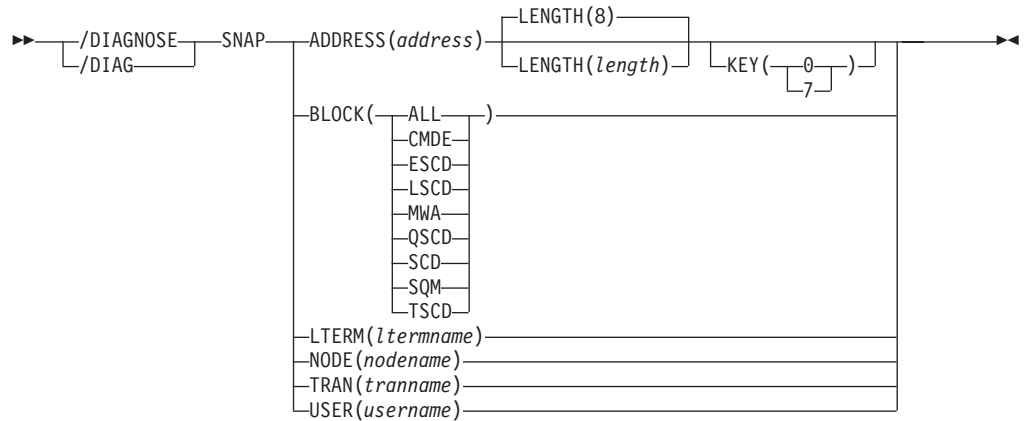 LENGTH(8)
/DIAGNOSE SNAP ADDRESS(address)
/DIAG LENGTH(length) KEY( 0 )
7
BLOCK( ALL )
CMDE
ESCD
LSCD
MWA
QSCD
SCD
SQM
TSCD
LTERM(ltermname)
NODE(nodename)
TRAN(tranname)
USER(username)